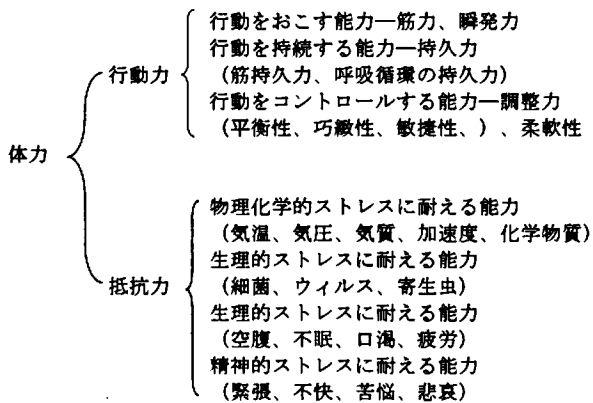 体力
行動力
行動をおこす能力―筋力、瞬発力
行動を持続する能力―持久力
（筋持久力、呼吸循環の持久力）
行動をコントロールする能力―調整力
（平衡性、巧緻性、敏捷性、）、柔軟性
抵抗力
物理化学的ストレスに耐える能力
（気温、気圧、気質、加速度、化学物質）
生理的ストレスに耐える能力
（細菌、ウィルス、寄生虫）
生理的ストレスに耐える能力
（空腹、不眠、口渇、疲労）
精神的ストレスに耐える能力
（緊張、不快、苦悩、悲哀）